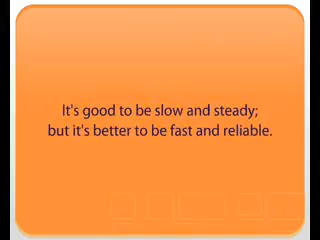 It's good to be slow and steady;
but it's better to be fast and reliable.